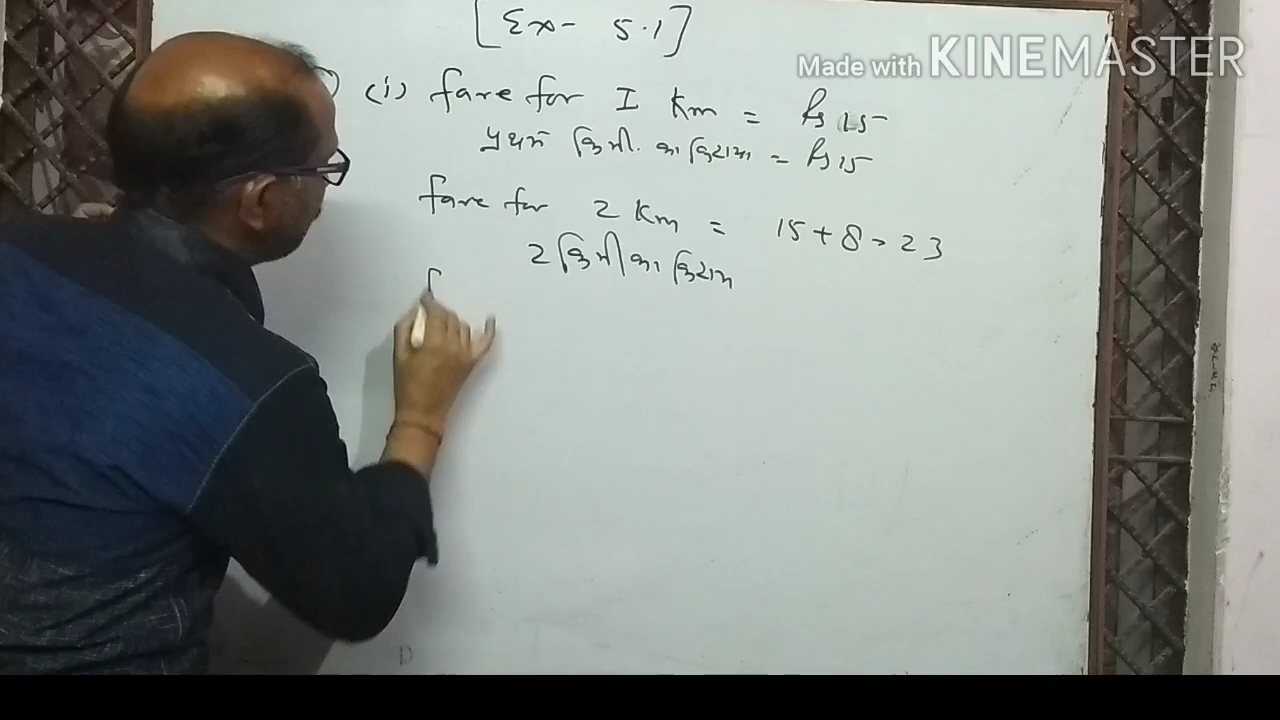 [Ex- 5.1]
Made with KINEMASTER
(i) fare for I Km = Rs 15
प्रथम कि मी. का किराया = Rs 15
fare for 2 Km = 15 + 8 = 23
2 कि मी का किराया